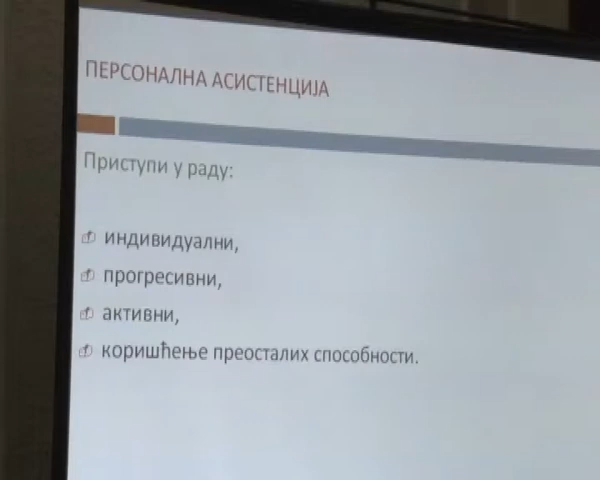 ПЕРСОНАЛНА АСИСТЕНЦИЈА
Приступи у раду:
индивидуални,
прогресивни,
активни,
коришћење преосталих способности.